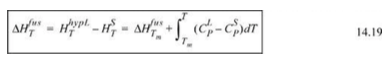 ΔH_T^{fus} = H_T^{hypL} − H_T^S = ΔH_{T_m}^{fus} + ∫_{T_m}^{T} (C_P^L − C_P^S)dT 14.19